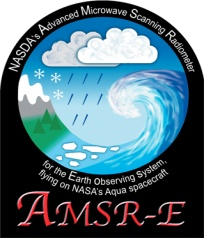 NASDA's Advanced Microwave Scanning Radiometer
for the Earth Observing System,
flying on NASA's Aqua spacecraft
AMSR-E